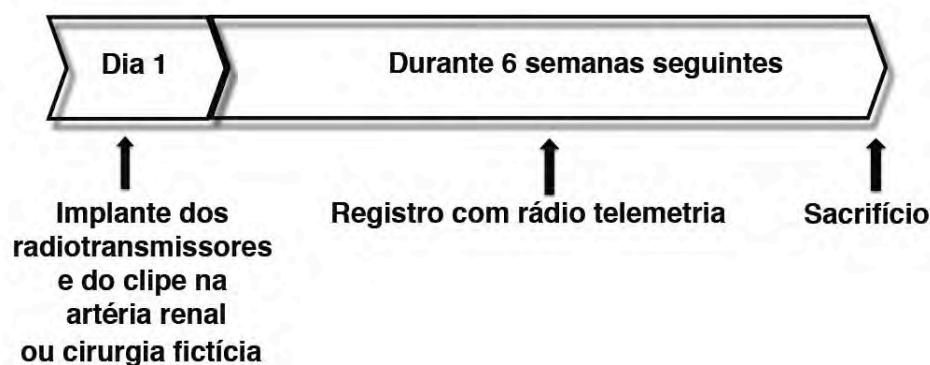 Dia 1
Durante 6 semanas seguintes
Implante dos
radiotransmissores
e do clipe na
artéria renal
ou cirurgia fictícia
Registro com rádio telemetria
Sacrifício